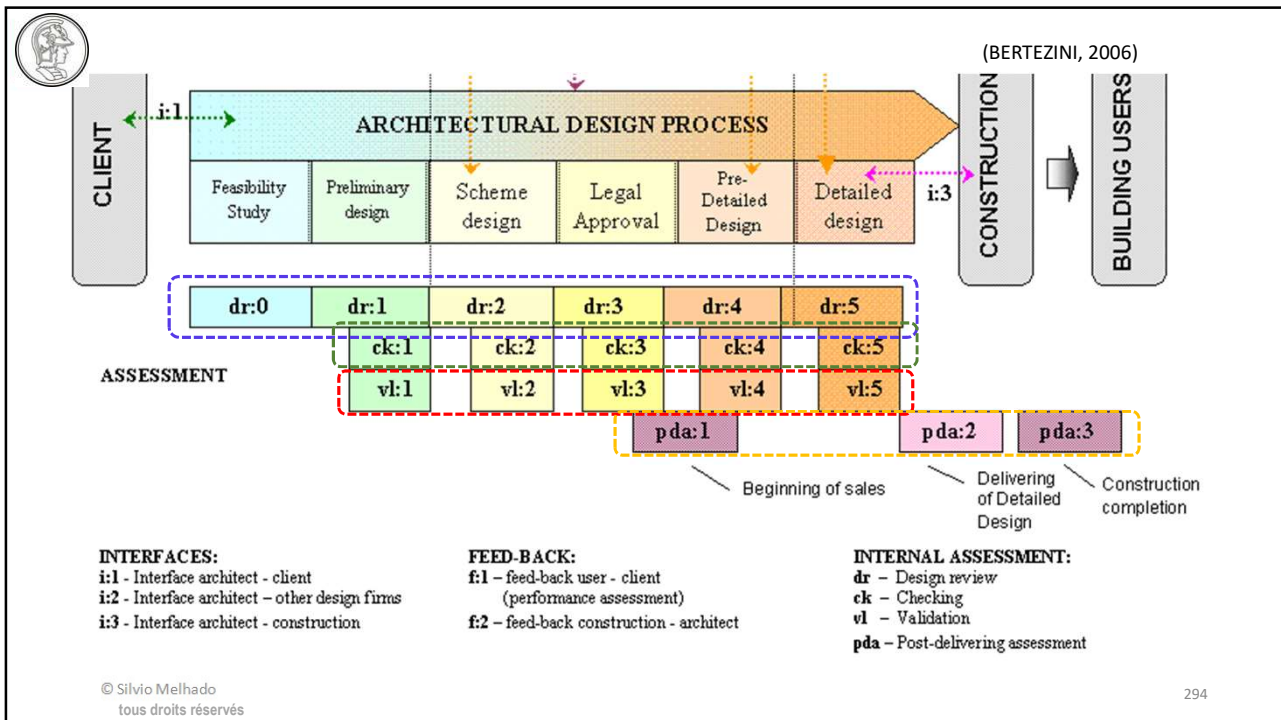 (BERTEZINI, 2006)
CLIENT
i:1
ARCHITECTURAL DESIGN PROCESS
Feasibility
Study
Preliminary
design
Scheme
design
Legal
Approval
Pre-
Detailed
Design
Detailed
design
i:3
CONSTRUCTION
BUILDING USERS
dr:0 dr:1 dr:2 dr:3 dr:4 dr:5
ck:1 ck:2 ck:3 ck:4 ck:5
ASSESSMENT
vl:1 vl:2 vl:3 vl:4 vl:5
pda:1 pda:2 pda:3
Beginning of sales
Delivering
of Detailed
Design
Construction
completion
INTERFACES:
i:1 - Interface architect - client
i:2 - Interface architect – other design firms
i:3 - Interface architect - construction
FEED-BACK:
f:1 – feed-back user - client
(performance assessment)
f:2 – feed-back construction - architect
INTERNAL ASSESSMENT:
dr – Design review
ck – Checking
vl – Validation
pda – Post-delivering assessment
© Silvio Melhado
tous droits réservés
294